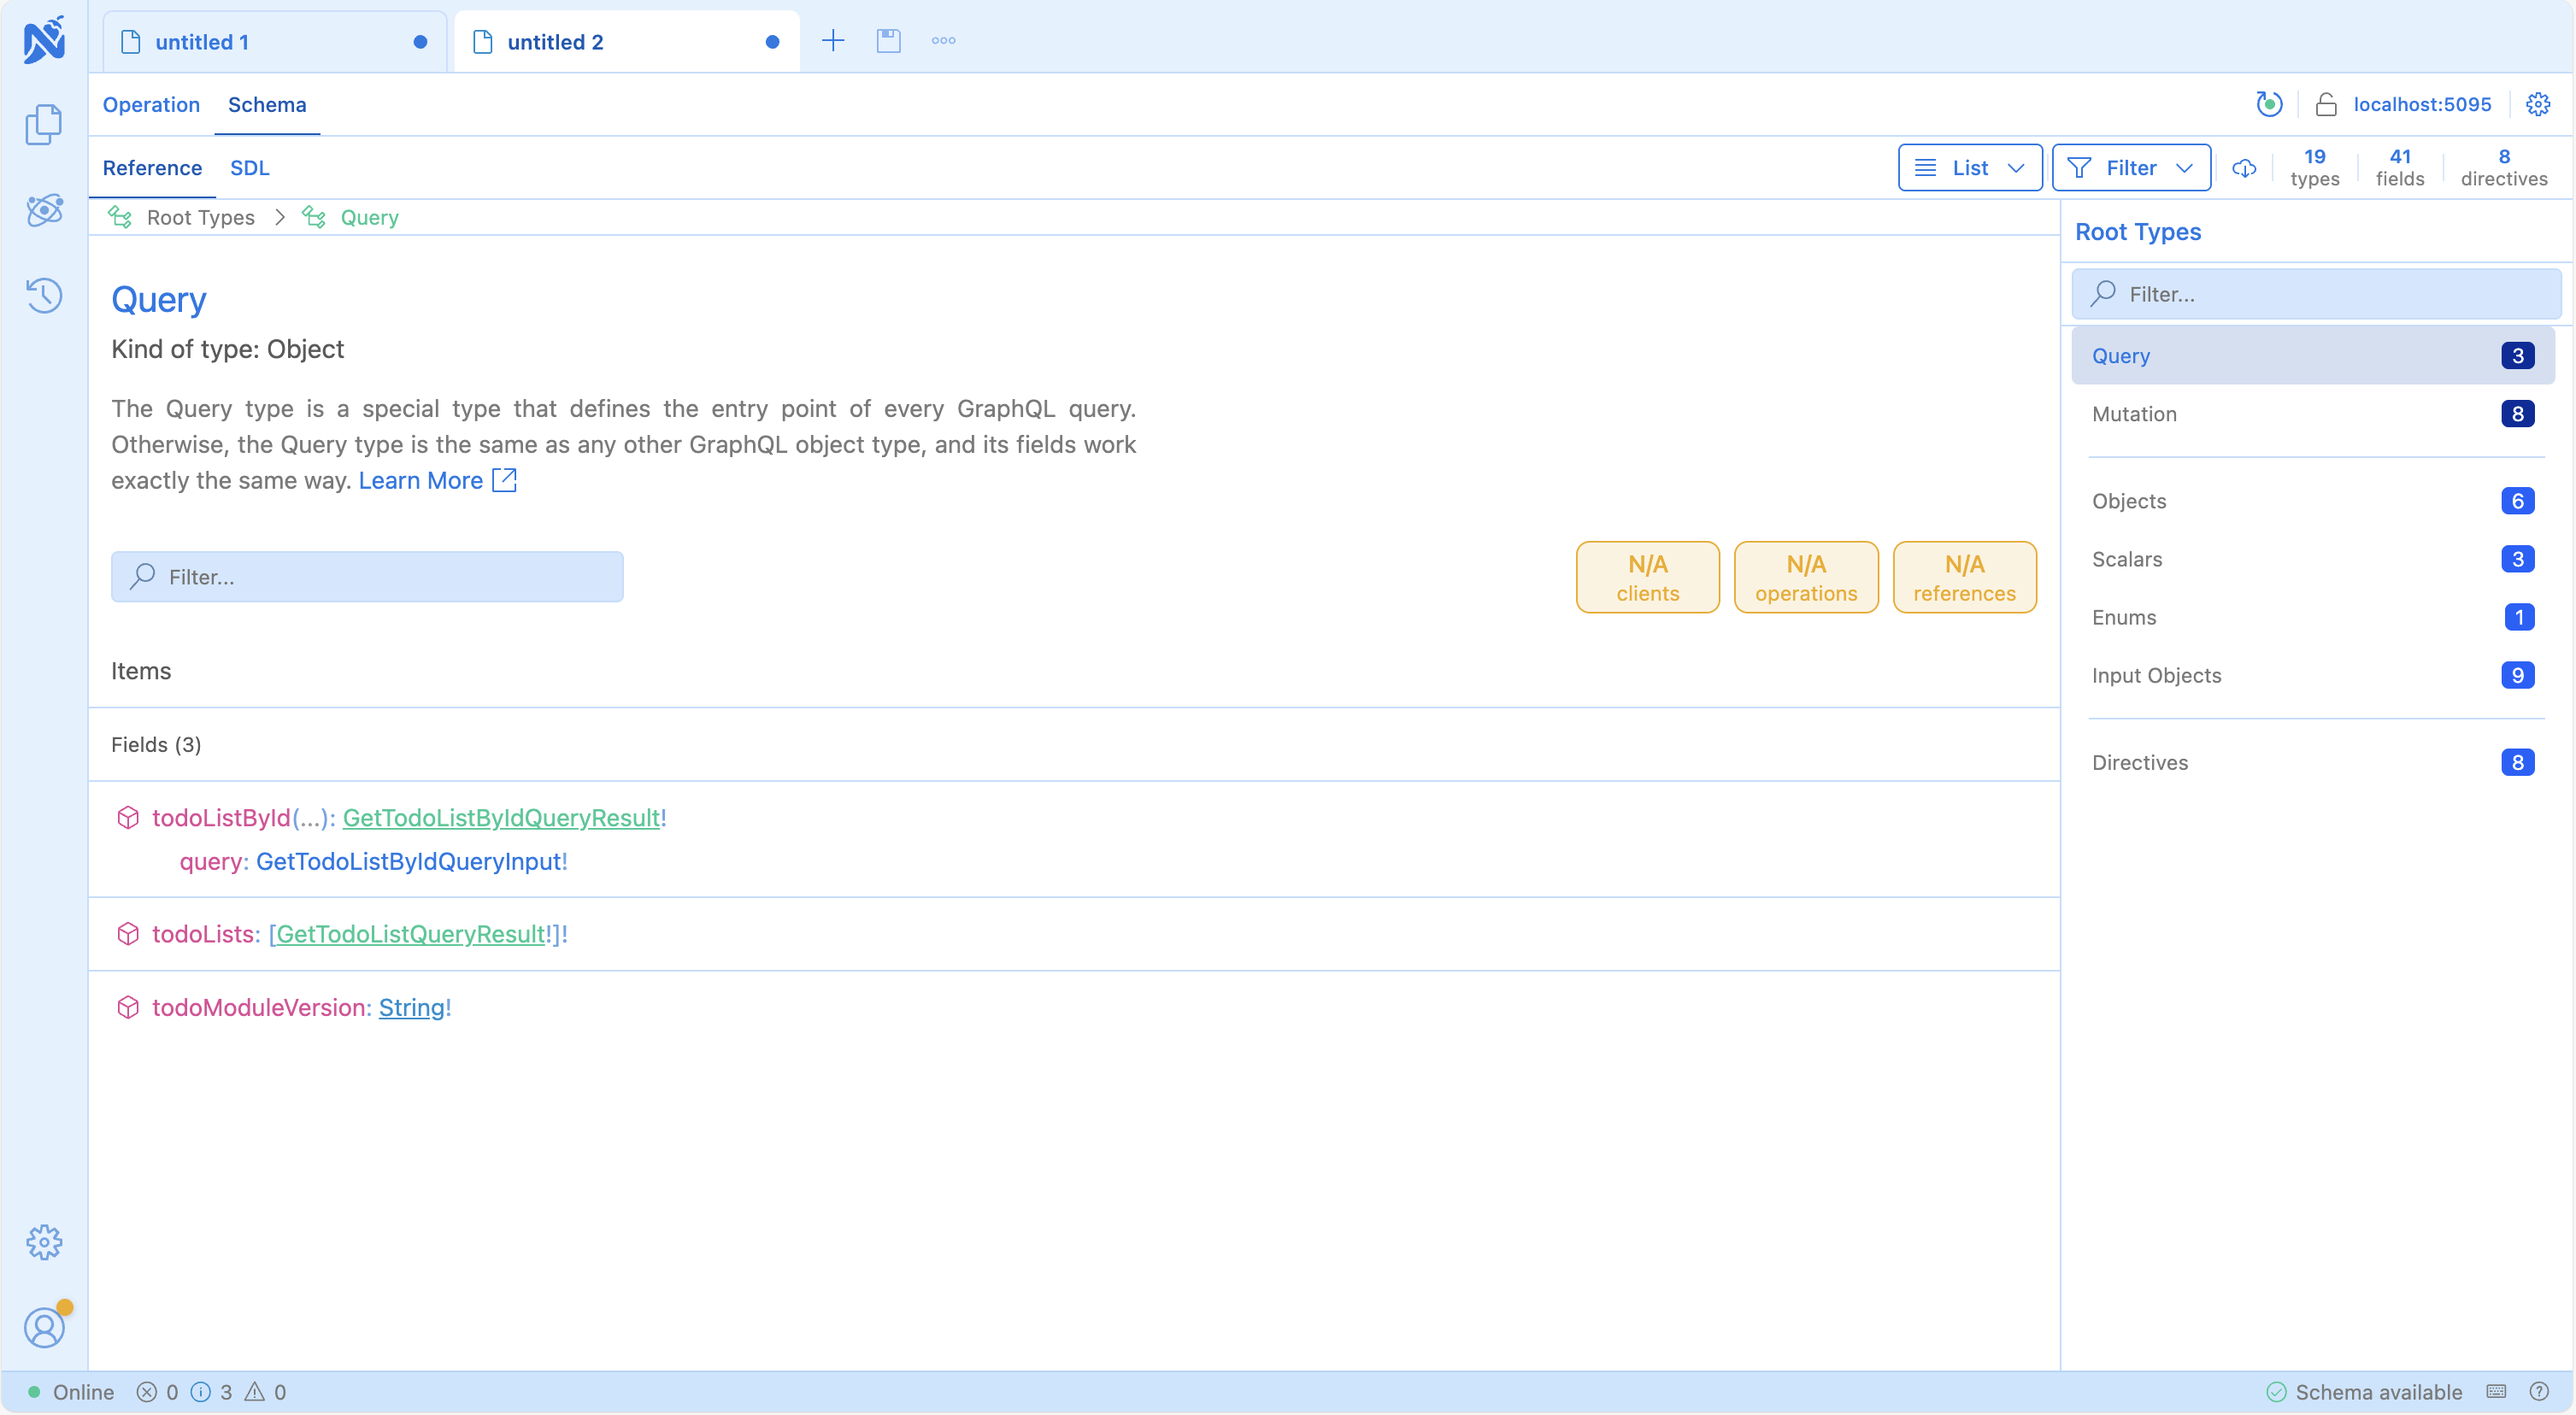 untitled 1
untitled 2
Operation
Schema
localhost:5095
Reference
SDL
List
Filter
19 types
41 fields
8 directives
Root Types
Query
Query
Kind of type: Object
The Query type is a special type that defines the entry point of every GraphQL query.
Otherwise, the Query type is the same as any other GraphQL object type, and its fields work
exactly the same way. Learn More
Filter...
N/A clients
N/A operations
N/A references
Items
Fields (3)
todoListById(...): GetTodoListByIdQueryResult!
query: GetTodoListByIdQueryInput!
todoLists: [GetTodoListQueryResult!]!
todoModuleVersion: String!
Root Types
Filter...
Query 3
Mutation 8
Objects 6
Scalars 3
Enums 1
Input Objects 9
Directives 8
Online 0 3 0
Schema available